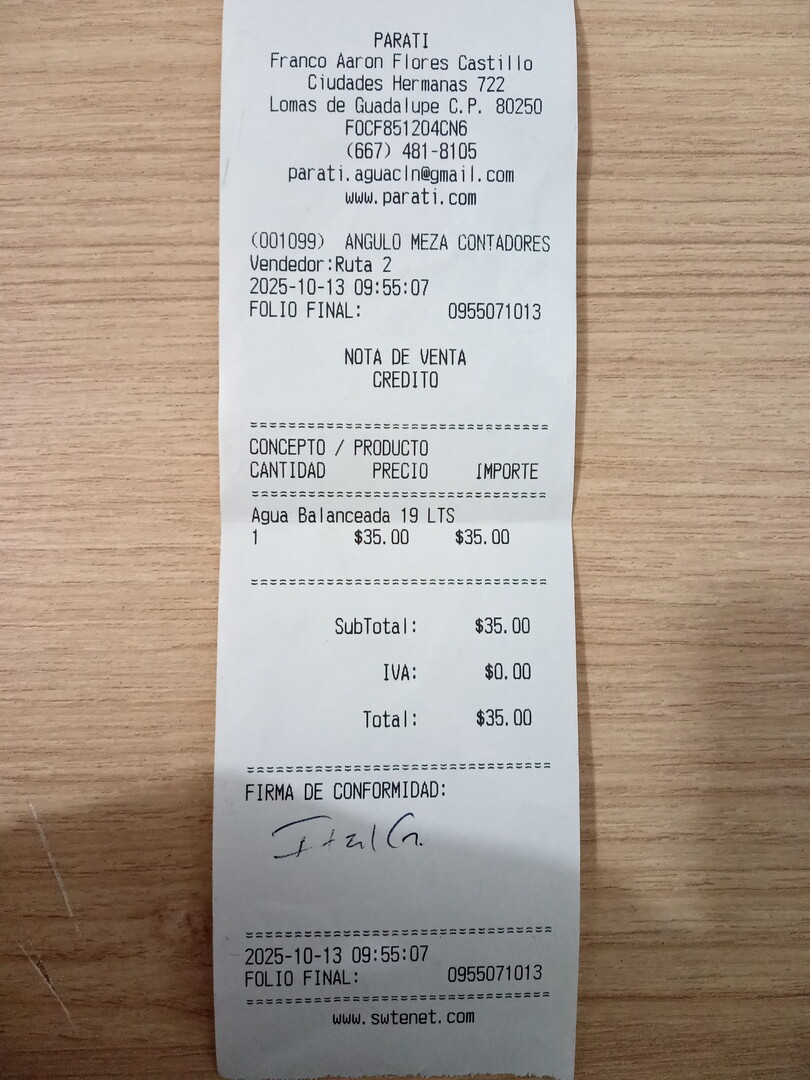 PARATI
Franco Aaron Flores Castillo
Ciudades Hermanas 722
Lomas de Guadalupe C.P. 80250
FOCF851204CN6
(667) 481-8105
parati.aguacln@gmail.com
www.parati.com
(001099) ANGULO MEZA CONTADORES
Vendedor:Ruta 2
2025-10-13 09:55:07
FOLIO FINAL: 0955071013
NOTA DE VENTA
CREDITO
================================
CONCEPTO / PRODUCTO
CANTIDAD PRECIO IMPORTE
================================
Agua Balanceada 19 LTS
1 $35.00 $35.00
================================
SubTotal: $35.00
IVA: $0.00
Total: $35.00
================================
FIRMA DE CONFORMIDAD:
================================
2025-10-13 09:55:07
FOLIO FINAL: 0955071013
================================
www.swtenet.com